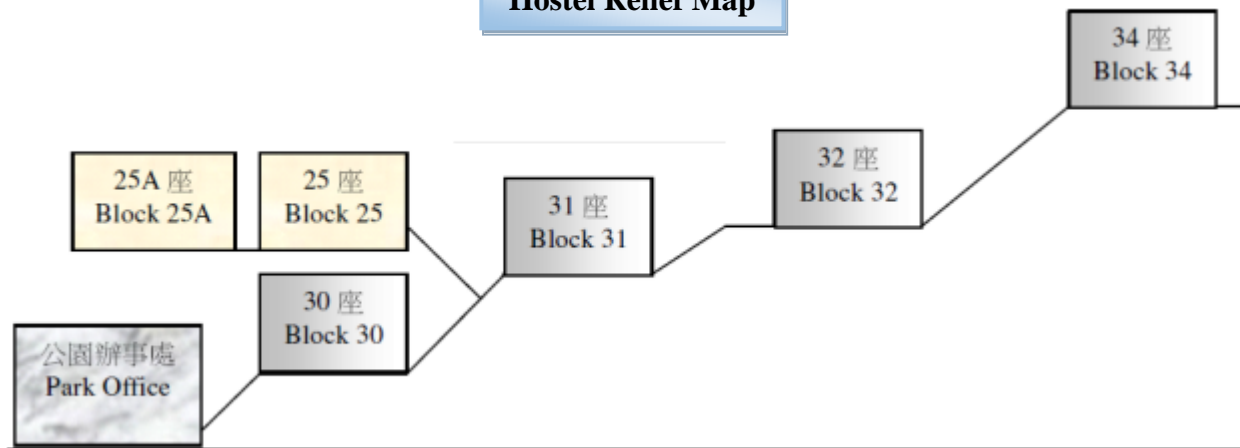 Hostel Relief Map
34 座
Block 34
32 座
Block 32
25A 座
Block 25A
25 座
Block 25
31 座
Block 31
30 座
Block 30
公園辦事處
Park Office